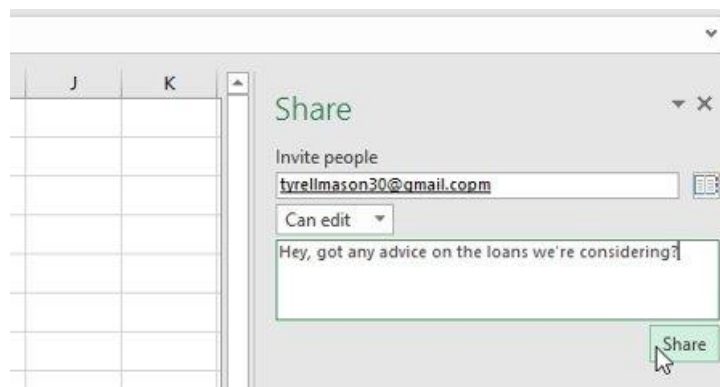 J K
Share
Invite people
tyrellmason30@gmail.copm
Can edit
Hey, got any advice on the loans we're considering?
Share